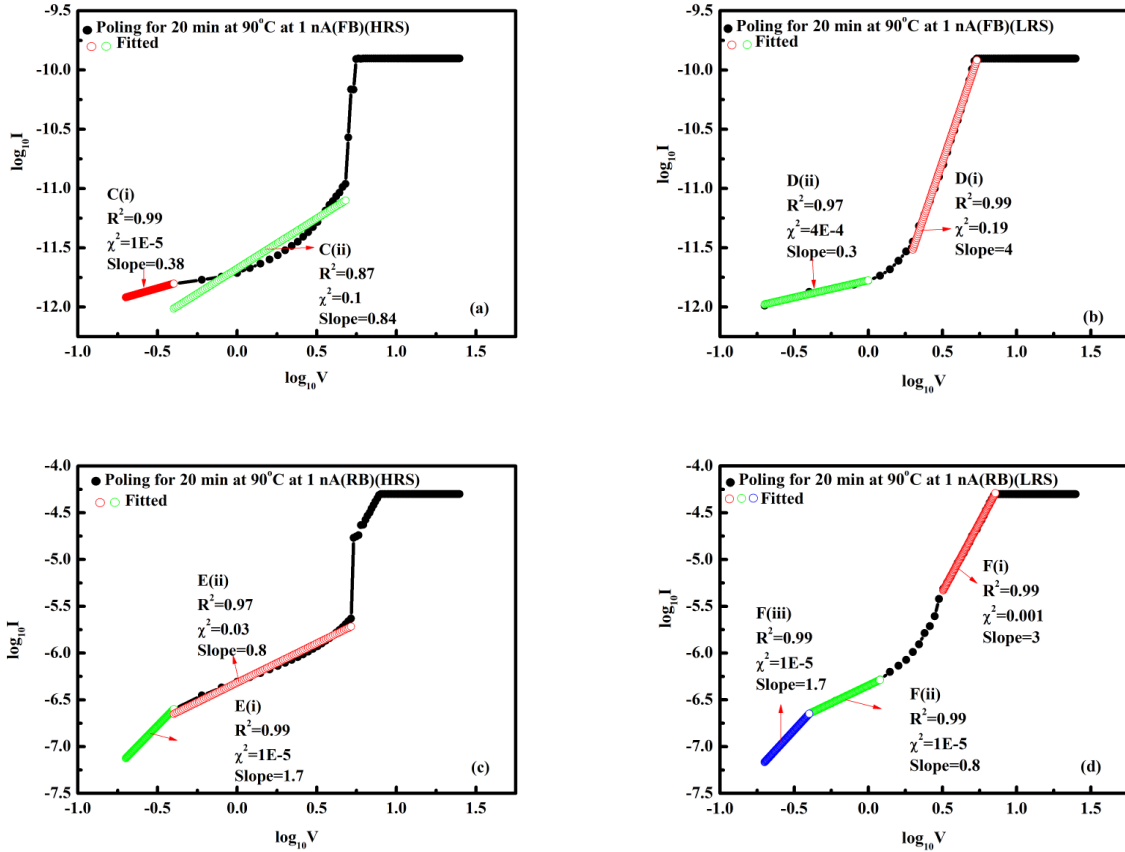 Poling for 20 min at 90°C at 1 nA(FB)(HRS)
Fitted
-10.0
-10.5
-11.0
-11.5
-12.0
log₁₀I
C(i)
R²=0.99
χ²=1E-5
Slope=0.38
C(ii)
R²=0.87
χ²=0.1
Slope=0.84
(a)
-1.0 -0.5 0.0 0.5 1.0 1.5
log₁₀V
Poling for 20 min at 90°C at 1 nA(FB)(LRS)
Fitted
-10.0
-10.5
-11.0
-11.5
-12.0
log₁₀I
D(ii)
R²=0.97
χ²=4E-4
Slope=0.3
D(i)
R²=0.99
χ²=0.19
Slope=4
(b)
-1.0 -0.5 0.0 0.5 1.0 1.5
log₁₀V
Poling for 20 min at 90°C at 1 nA(RB)(HRS)
Fitted
-4.0
-4.5
-5.0
-5.5
-6.0
-6.5
-7.0
-7.5
log₁₀I
E(ii)
R²=0.97
χ²=0.03
Slope=0.8
E(i)
R²=0.99
χ²=1E-5
Slope=1.7
(c)
-1.0 -0.5 0.0 0.5 1.0 1.5
log₁₀V
Poling for 20 min at 90°C at 1 nA(RB)(LRS)
Fitted
-4.0
-4.5
-5.0
-5.5
-6.0
-6.5
-7.0
-7.5
log₁₀I
F(iii)
R²=0.99
χ²=1E-5
Slope=1.7
F(i)
R²=0.99
χ²=0.001
Slope=3
F(ii)
R²=0.99
χ²=1E-5
Slope=0.8
(d)
-1.0 -0.5 0.0 0.5 1.0 1.5
log₁₀V